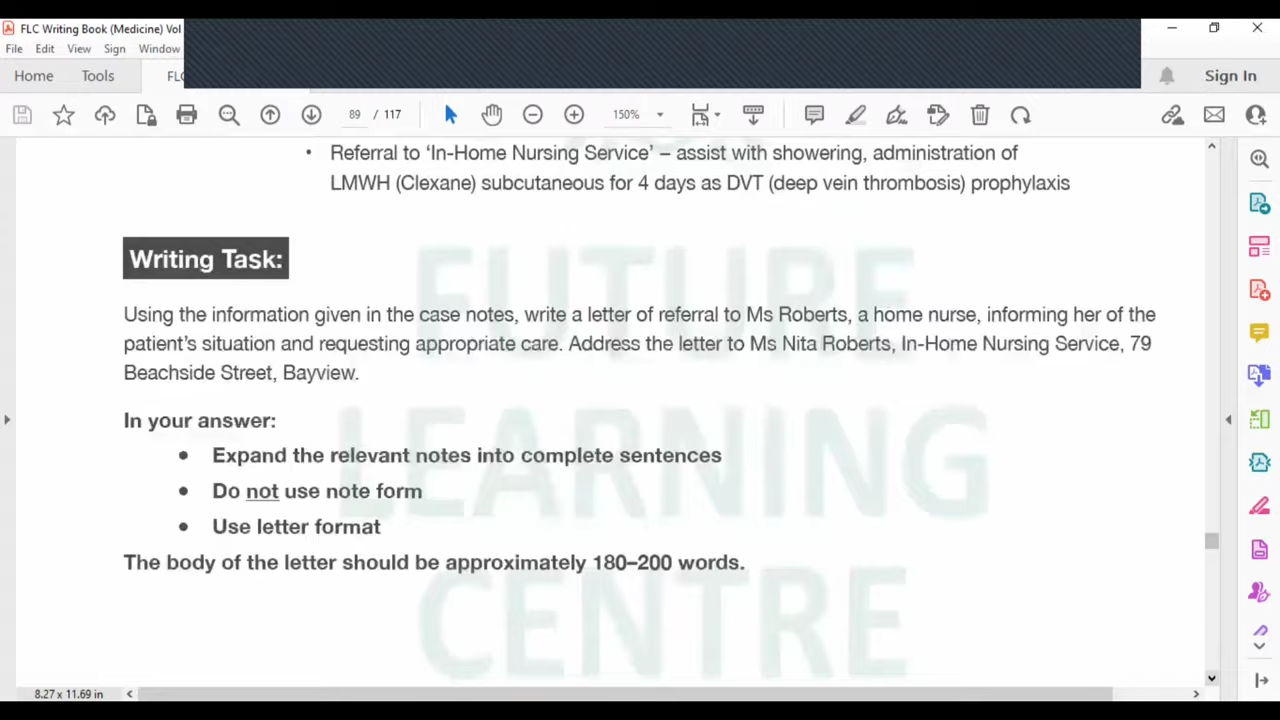 FLC Writing Book (Medicine) Vol
File Edit View Sign Window
Home Tools FLC
Sign In
89 / 117
150%
• Referral to ‘In-Home Nursing Service’ – assist with showering, administration of
LMWH (Clexane) subcutaneous for 4 days as DVT (deep vein thrombosis) prophylaxis
Writing Task:
Using the information given in the case notes, write a letter of referral to Ms Roberts, a home nurse, informing her of the
patient’s situation and requesting appropriate care. Address the letter to Ms Nita Roberts, In-Home Nursing Service, 79
Beachside Street, Bayview.
In your answer:
• Expand the relevant notes into complete sentences
• Do not use note form
• Use letter format
The body of the letter should be approximately 180–200 words.
FUTURE
LEARNING
CENTRE
8.27 x 11.69 in